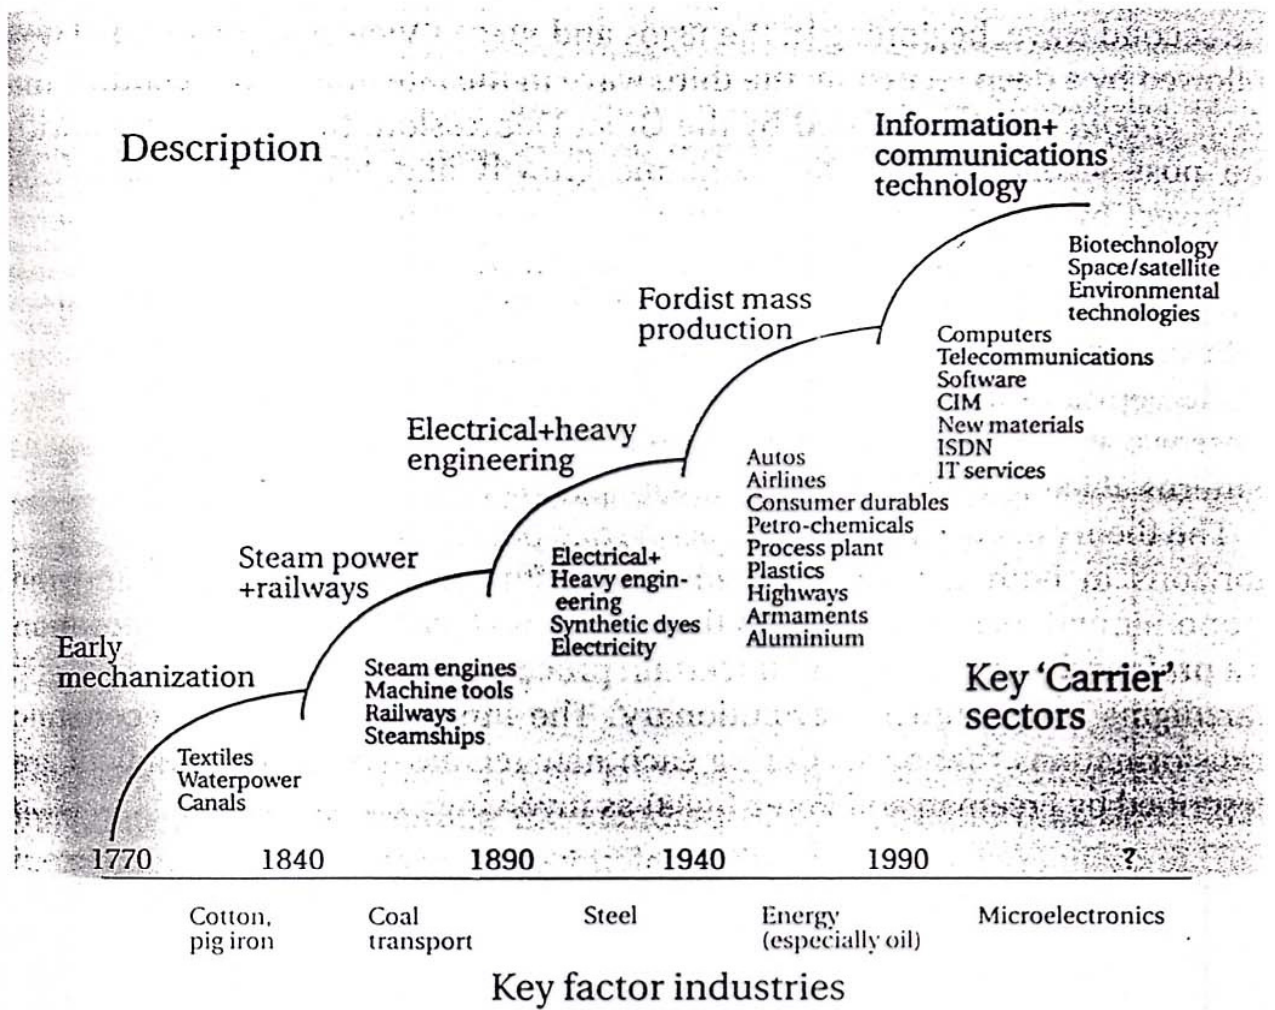 Description
Information+
communications
technology
Biotechnology
Space/satellite
Environmental
technologies
Fordist mass
production
Computers
Telecommunications
Software
CIM
New materials
ISDN
IT services
Electrical+heavy
engineering
Autos
Airlines
Consumer durables
Petro-chemicals
Process plant
Plastics
Highways
Armaments
Aluminium
Steam power
+railways
Electrical+
Heavy engin-
eering
Synthetic dyes
Electricity
Early
mechanization
Steam engines
Machine tools
Railways
Steamships
Key ‘Carrier’
sectors
Textiles
Waterpower
Canals
1770 1840 1890 1940 1990 ?
Cotton,
pig iron
Coal
transport
Steel
Energy
(especially oil)
Microelectronics
Key factor industries